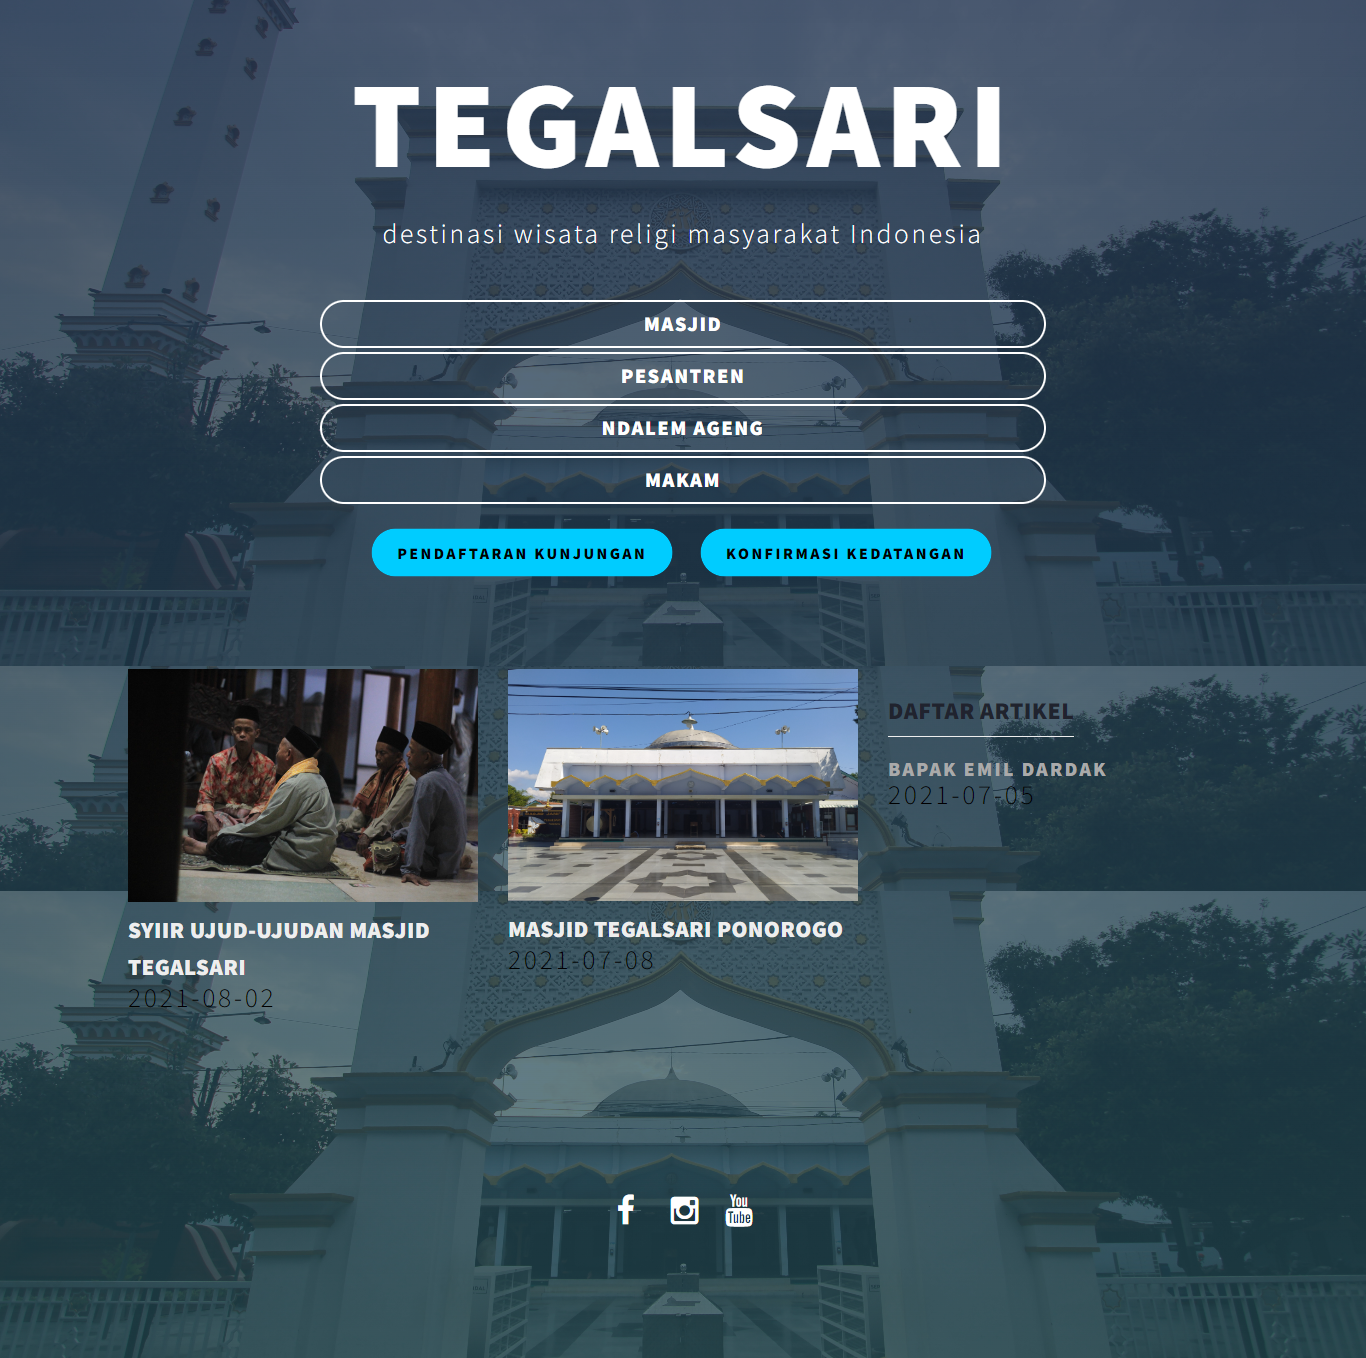 TEGALSARI
destinasi wisata religi masyarakat Indonesia
MASJID
PESANTREN
NDALEM AGENG
MAKAM
PENDAFTARAN KUNJUNGAN
KONFIRMASI KEDATANGAN
SYIIR UJUD-UJUDAN MASJID
TEGALSARI
2021-08-02
MASJID TEGALSARI PONOROGO
2021-07-08
DAFTAR ARTIKEL
BAPAK EMIL DARDAK
2021-07-05
You
Tube